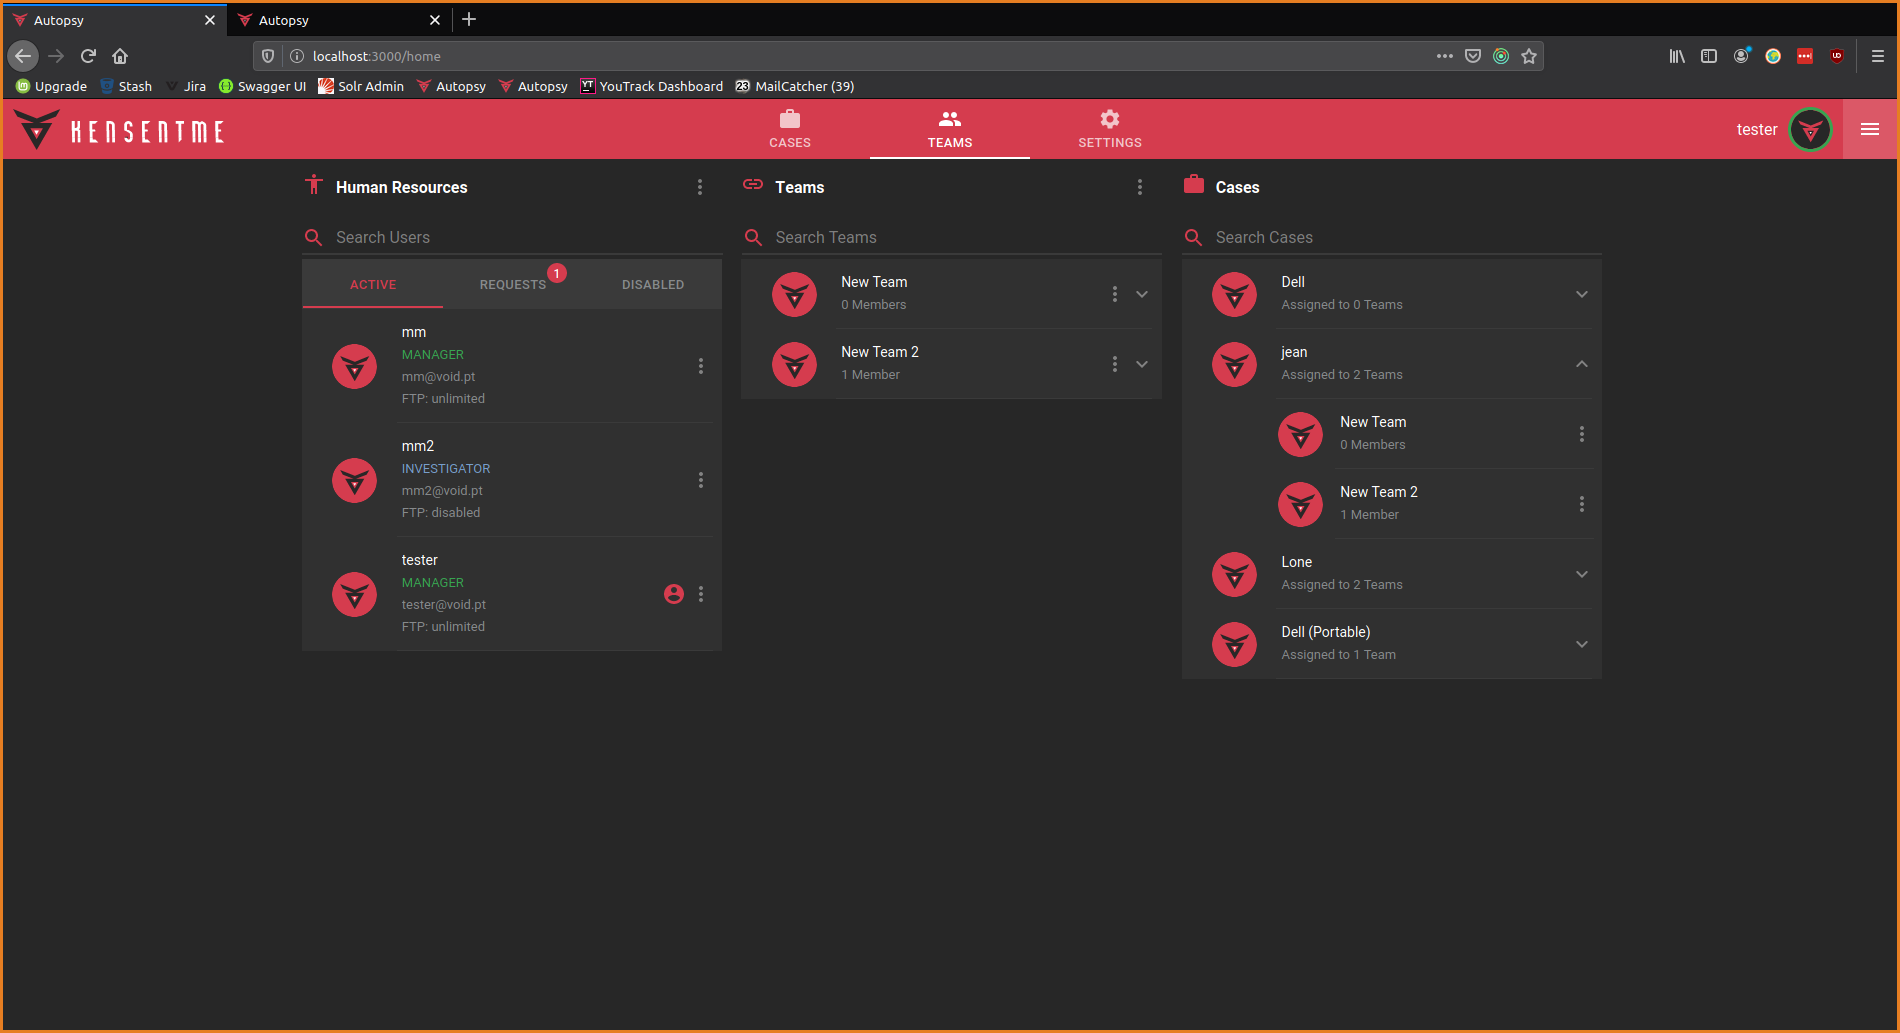 Autopsy
Autopsy
localhost:3000/home
Upgrade Stash Jira Swagger UI Solr Admin Autopsy Autopsy YT YouTrack Dashboard 23 MailCatcher (39)
KENSENTME
CASES
TEAMS
SETTINGS
tester
Human Resources
Search Users
ACTIVE
REQUESTS
1
DISABLED
mm
MANAGER
mm@void.pt
FTP: unlimited
mm2
INVESTIGATOR
mm2@void.pt
FTP: disabled
tester
MANAGER
tester@void.pt
FTP: unlimited
Teams
Search Teams
New Team
0 Members
New Team 2
1 Member
Cases
Search Cases
Dell
Assigned to 0 Teams
jean
Assigned to 2 Teams
New Team
0 Members
New Team 2
1 Member
Lone
Assigned to 2 Teams
Dell (Portable)
Assigned to 1 Team